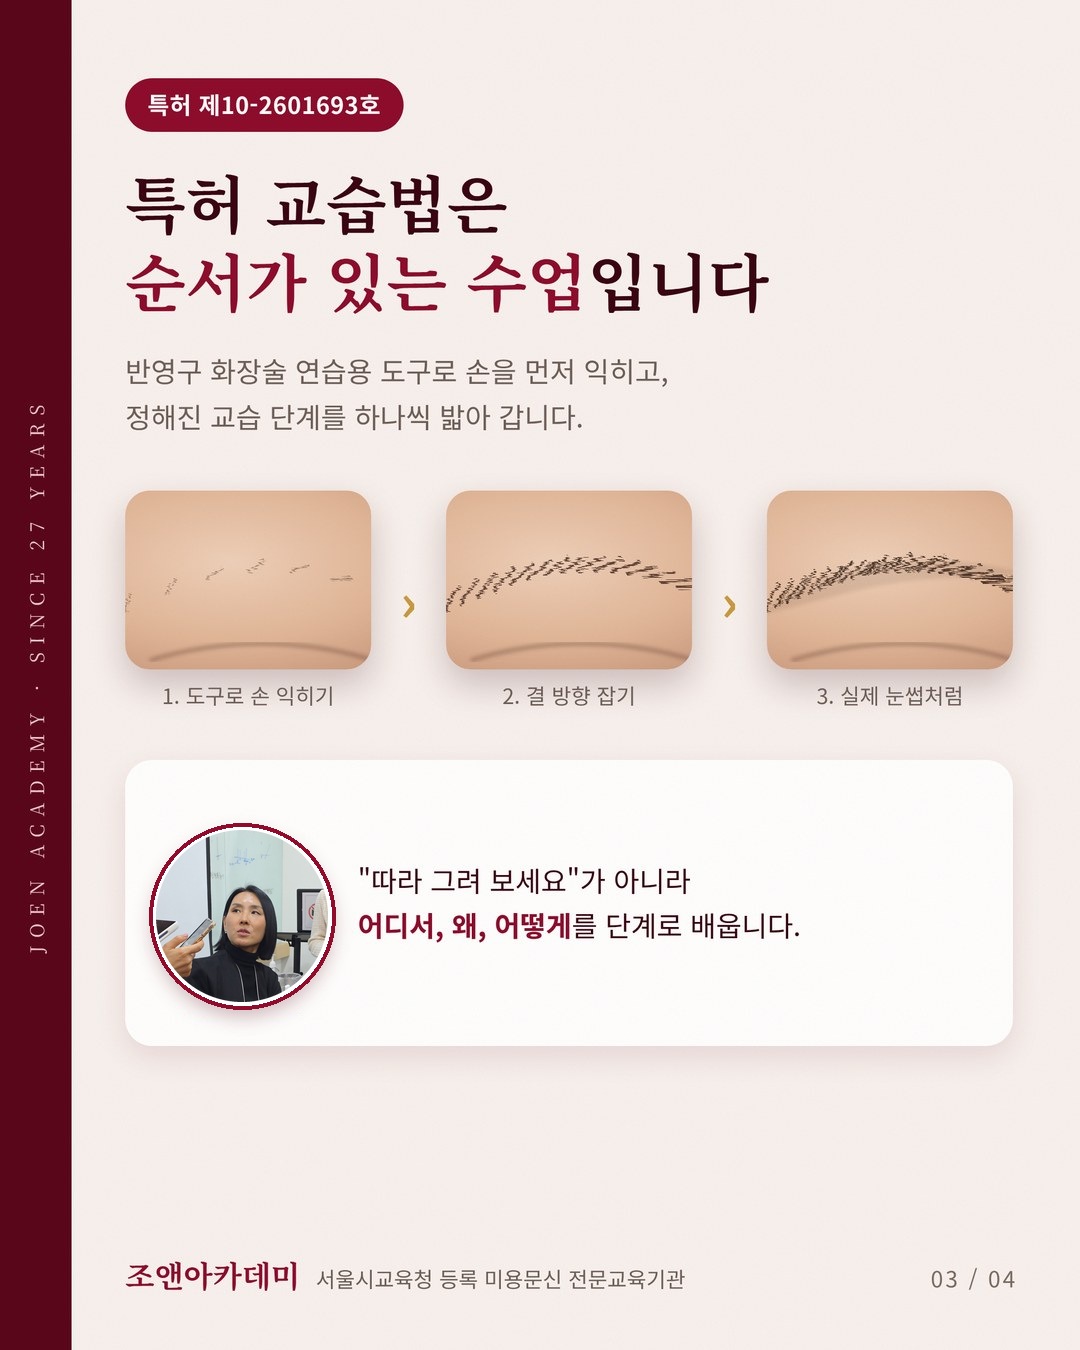 특허 제10-2601693호
특허 교습법은
순서가 있는 수업입니다
반영구 화장술 연습용 도구로 손을 먼저 익히고,
정해진 교습 단계를 하나씩 밟아 갑니다.
JOEN ACADEMY · SINCE 27 YEARS
1. 도구로 손 익히기
2. 결 방향 잡기
3. 실제 눈썹처럼
"따라 그려 보세요"가 아니라
어디서, 왜, 어떻게를 단계로 배웁니다.
조앤아카데미 서울시교육청 등록 미용문신 전문교육기관
03 / 04